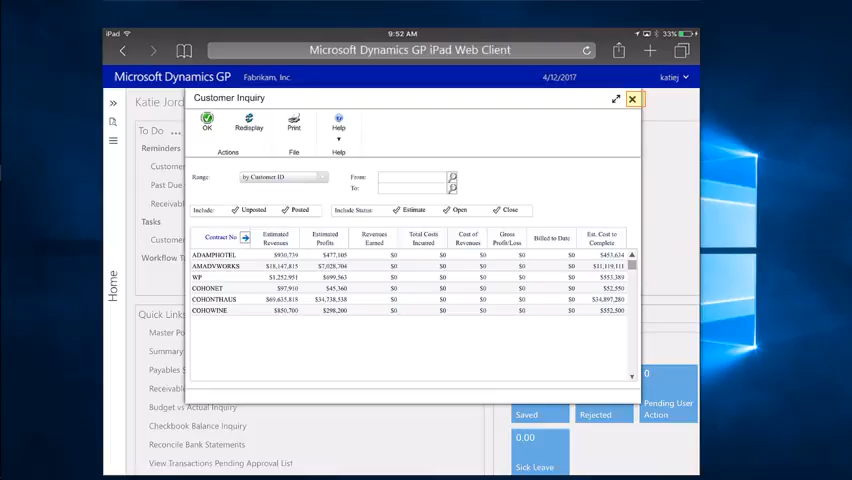 iPad 9:52 AM 33%
Microsoft Dynamics GP iPad Web Client
Microsoft Dynamics GP Fabrikam, Inc. 4/12/2017 katiej
Katie Jord
Customer Inquiry
OK Redisplay Print Help
Actions File Help
Range: by Customer ID From:
To:
Include: Unposted Posted Include Status: Estimate Open Close
Contract No Estimated Revenues Estimated Profits Revenues Earned Total Costs Incurred Cost of Revenues Gross Profit/Loss Billed to Date Est. Cost to Complete
ADAMPHOTEL $930,739 $477,105 $0 $0 $0 $0 $0 $453,634
AMADVWORKS $18,147,815 $7,028,704 $0 $0 $0 $0 $0 $11,119,111
WP $1,252,951 $699,563 $0 $0 $0 $0 $0 $553,389
COHONET $97,910 $45,360 $0 $0 $0 $0 $0 $52,550
COHONTHAUS $69,635,818 $34,738,538 $0 $0 $0 $0 $0 $34,897,280
COHOWINE $850,700 $298,200 $0 $0 $0 $0 $0 $552,500
To Do ...
Reminders
Custome
Past Due
Receivab
Tasks
Custome
Workflow T
Home
Quick Links
Master Po
Summary
Payables S
Receivable
Budget vs Actual Inquiry
Checkbook Balance Inquiry
Reconcile Bank Statements
View Transactions Pending Approval List
Saved
Rejected
0
Pending User
Action
0.00
Sick Leave